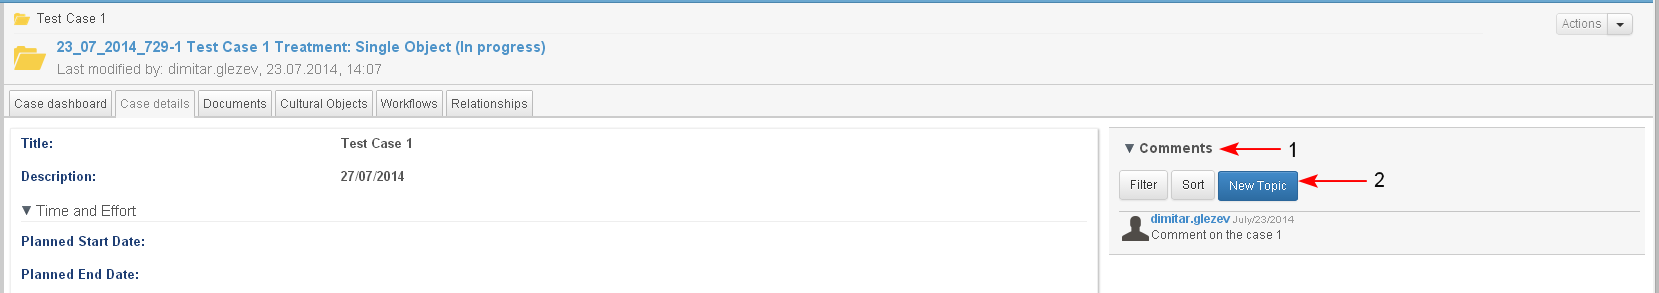 Test Case 1
Actions
23_07_2014_729-1 Test Case 1 Treatment: Single Object (In progress)
Last modified by: dimitar.glezev, 23.07.2014, 14:07
Case dashboard Case details Documents Cultural Objects Workflows Relationships
Title: Test Case 1
Description: 27/07/2014
Time and Effort
Planned Start Date:
Planned End Date:
Comments 1
Filter Sort New Topic 2
dimitar.glezev July/23/2014
Comment on the case 1